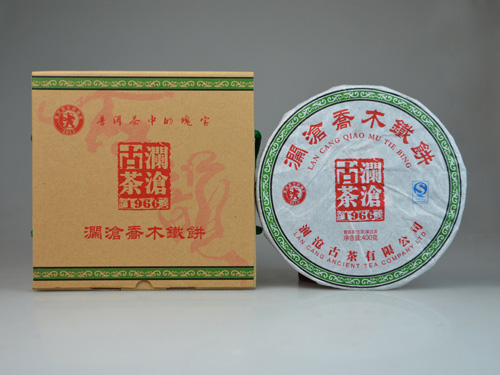 普洱茶中的瑰宝
瀾滄
古茶
1966
瀾滄喬木鐵餅
瀾滄喬木鐵餅
LAN CANG QIAO MU TIE BING
瀾滄
古茶
1966
净含量:400克
澜沧古茶有限公司
LAN CANG ANCIENT TEA COMPANY LTD